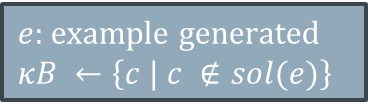 e: example generated
κB ← {c | c ∉ sol(e)}